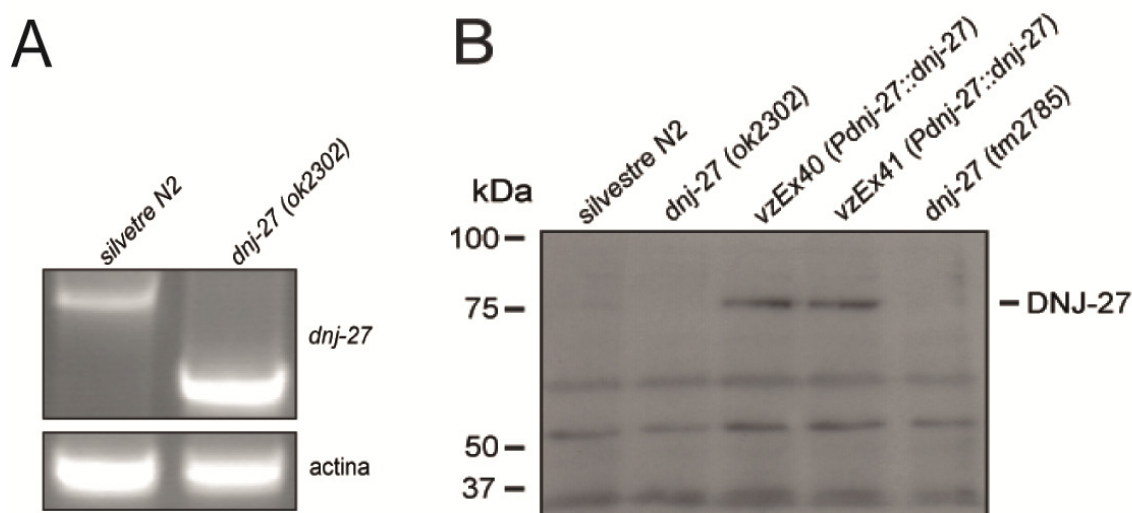 A
silvetre N2
dnj-27 (ok2302)
dnj-27
actina
B
kDa
silvestre N2
dnj-27 (ok2302)
vzEx40 (Pdnj-27::dnj-27)
vzEx41 (Pdnj-27::dnj-27)
dnj-27 (tm2785)
100
75
50
37
DNJ-27